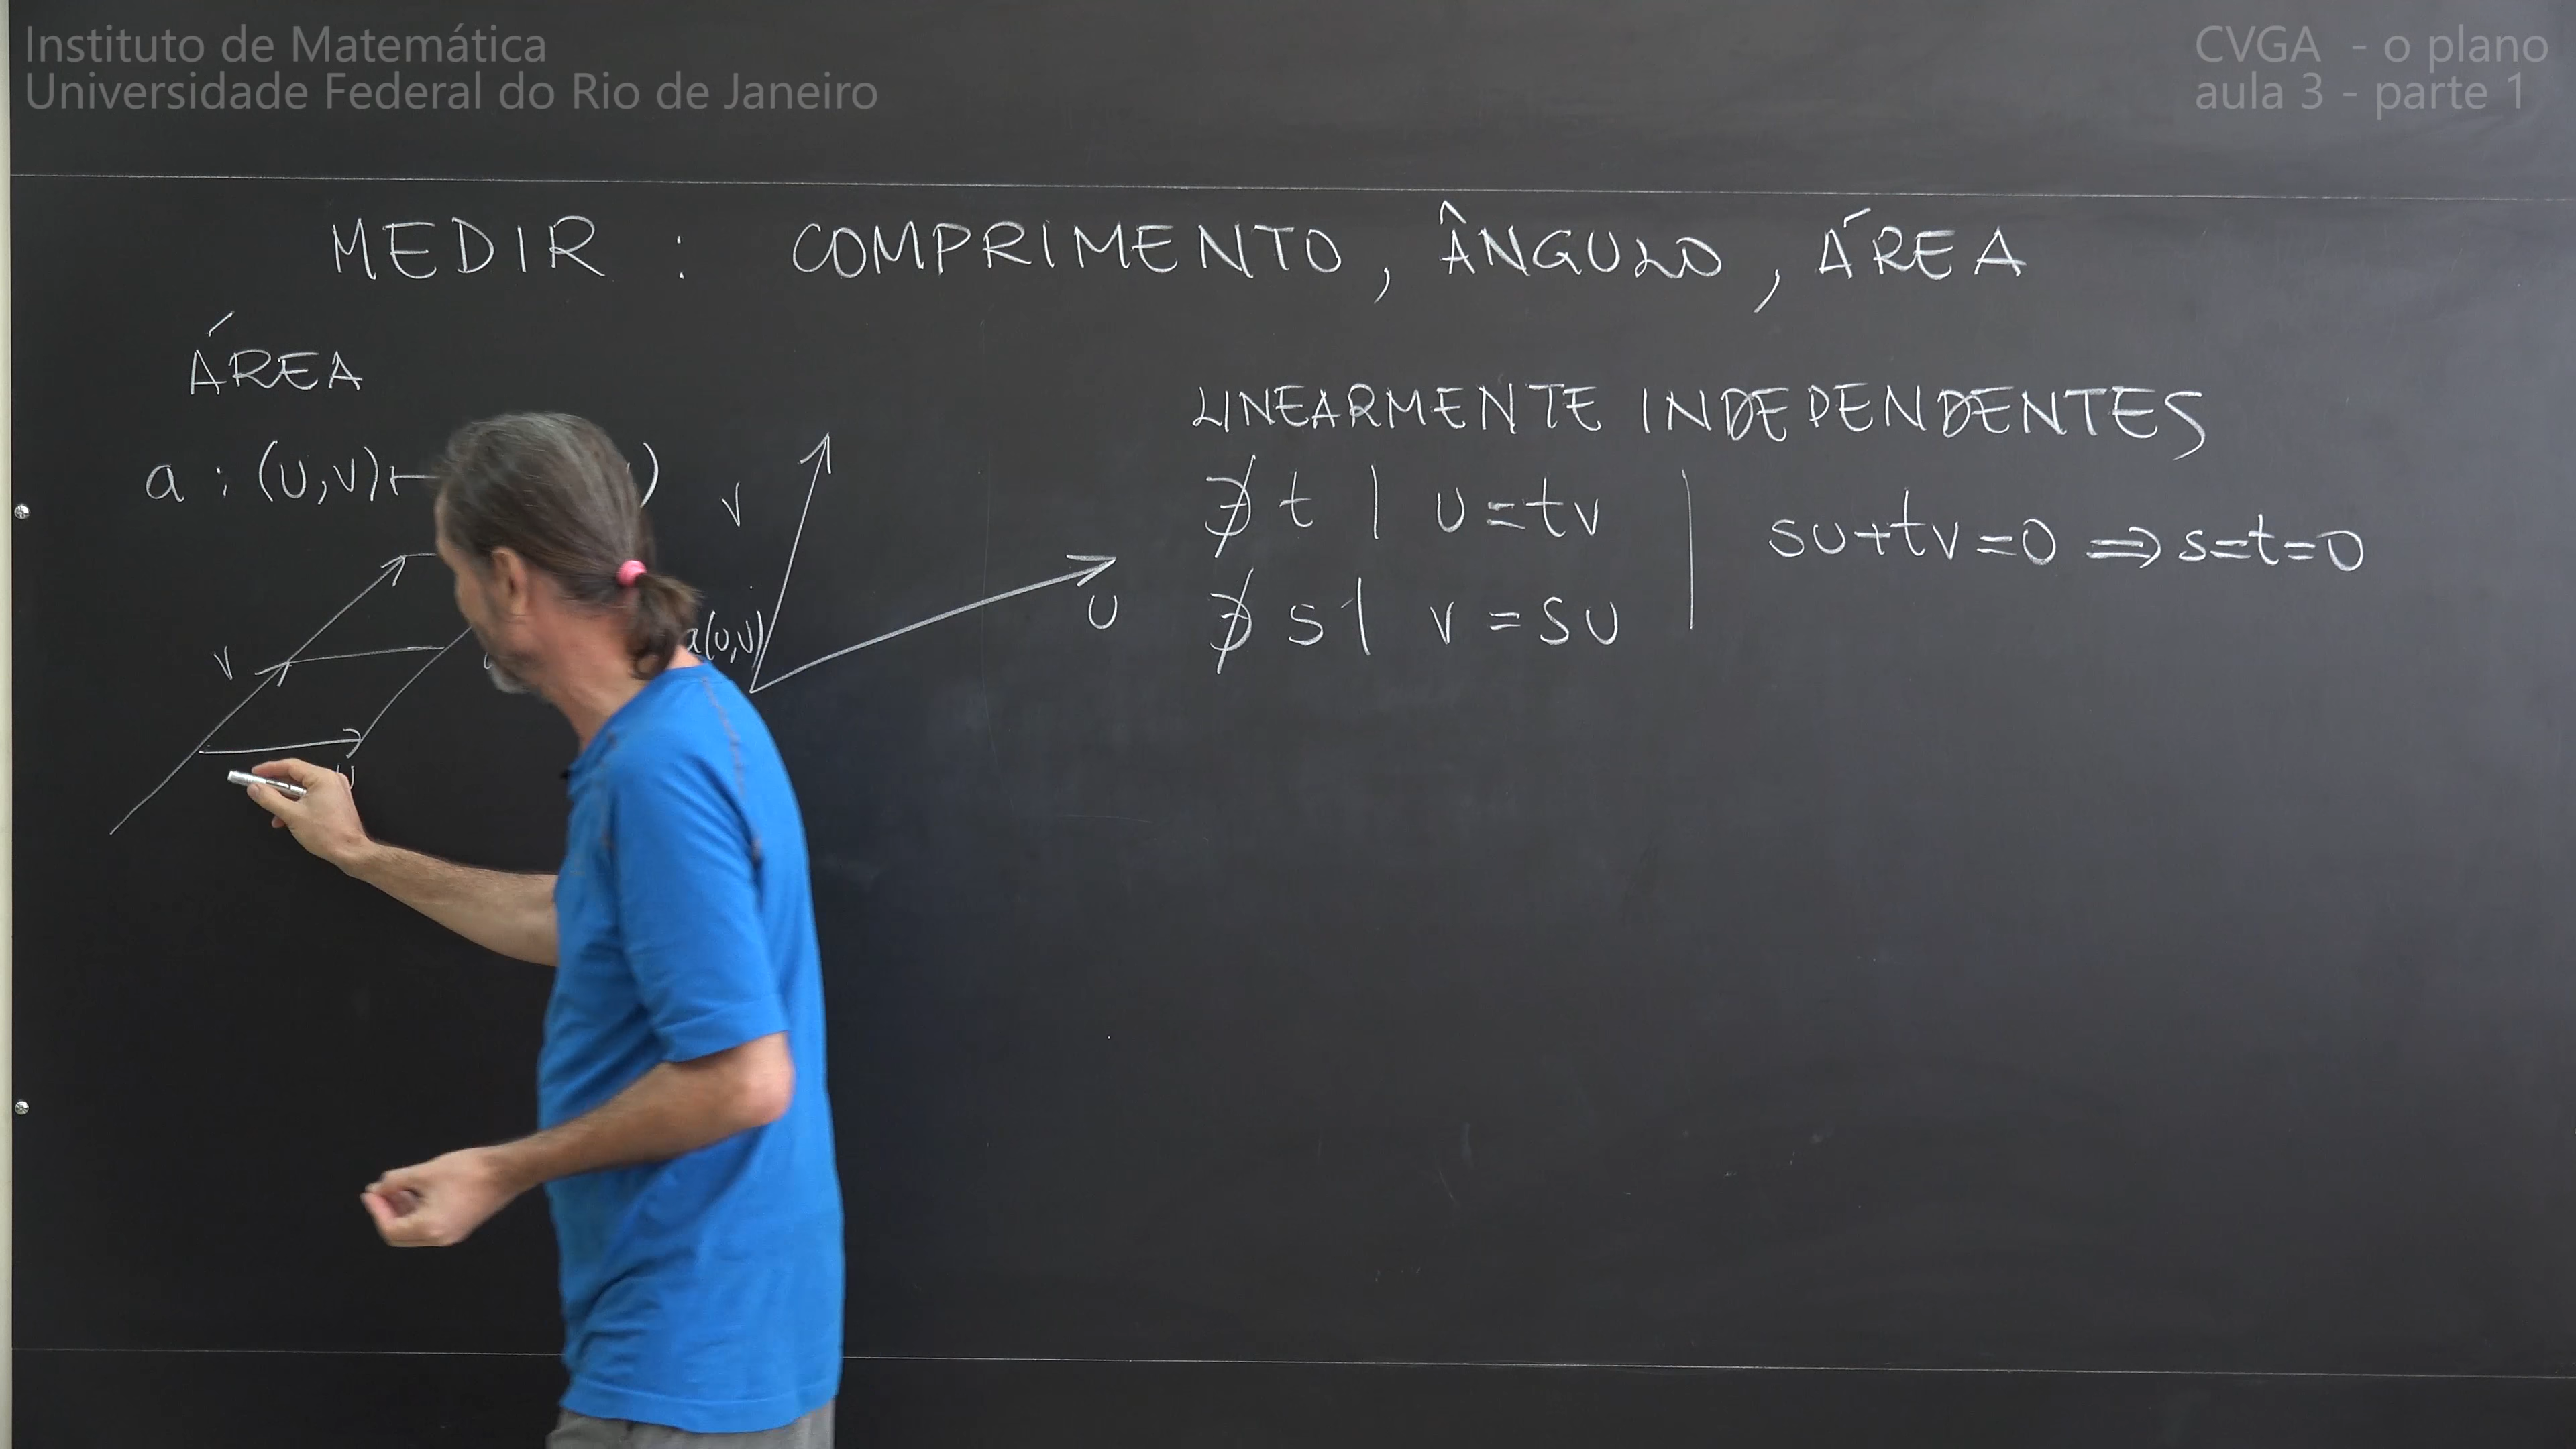 Instituto de Matemática
Universidade Federal do Rio de Janeiro
CVGA - o plano
aula 3 - parte 1
MEDIR : COMPRIMENTO, ÂNGULO, ÁREA
ÁREA
a : (u,v) ⊢ )
v
v
u
a(u,v)
u
LINEARMENTE INDEPENDENTES
∄ t | u = tv
∄ s | v = su
su+tv=0 ⇒ s=t=0